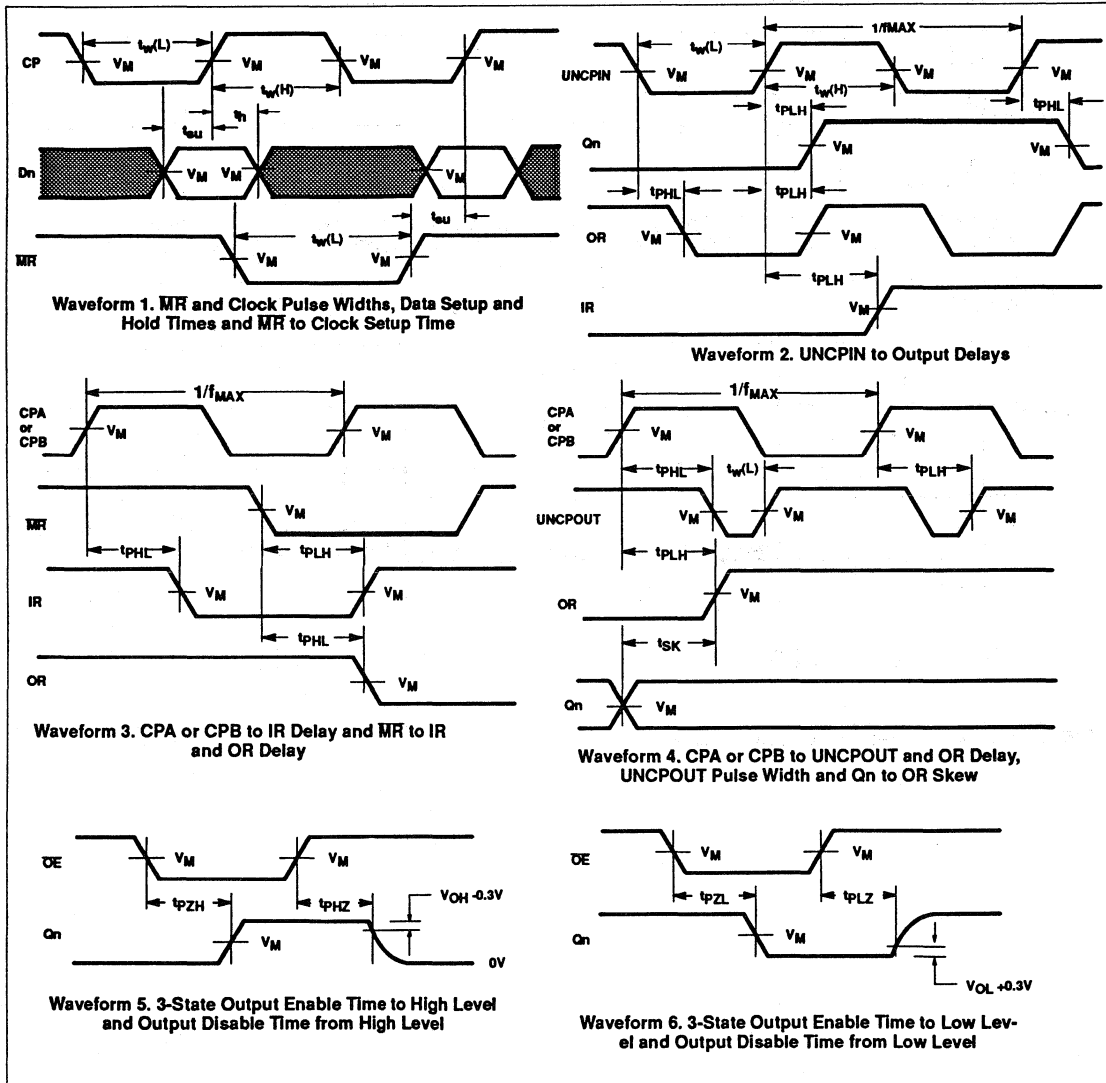 tw(L)
CP
VM VM VM VM
tw(H)
th
tsu
Dn
VM VM VM
tsu
tw(L)
MR
VM VM
Waveform 1. MR and Clock Pulse Widths, Data Setup and
Hold Times and MR to Clock Setup Time
1/fMAX
tw(L)
UNCPIN
VM VM VM VM
tw(H)
tPLH tPHL
Qn
VM VM
tPHL tPLH
OR
VM VM
tPLH
IR
VM
Waveform 2. UNCPIN to Output Delays
1/fMAX
CPA
or
CPB
VM VM
MR
VM
tPHL tPLH
IR
VM VM
tPHL
OR
VM
Waveform 3. CPA or CPB to IR Delay and MR to IR
and OR Delay
1/fMAX
CPA
or
CPB
VM VM
tPHL tw(L) tPLH
UNCPOUT
VM VM VM
tPLH
OR
VM
tSK
Qn
VM
Waveform 4. CPA or CPB to UNCPOUT and OR Delay,
UNCPOUT Pulse Width and Qn to OR Skew
OE
VM VM
tPZH tPHZ
VOH -0.3V
Qn
VM
0V
Waveform 5. 3-State Output Enable Time to High Level
and Output Disable Time from High Level
OE
VM VM
tPZL tPLZ
Qn
VM
VOL +0.3V
Waveform 6. 3-State Output Enable Time to Low Lev-
el and Output Disable Time from Low Level